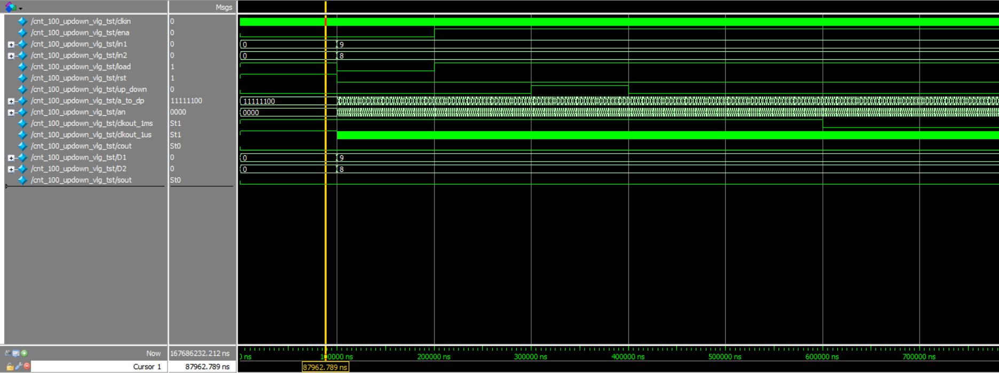 Msgs
/cnt_100_updown_vlg_tst/clkin 0
/cnt_100_updown_vlg_tst/ena 0
/cnt_100_updown_vlg_tst/in1 0 0 9
/cnt_100_updown_vlg_tst/in2 0 0 8
/cnt_100_updown_vlg_tst/load 1
/cnt_100_updown_vlg_tst/rst 1
/cnt_100_updown_vlg_tst/up_down 0
/cnt_100_updown_vlg_tst/a_to_dp 11111100 11111100
/cnt_100_updown_vlg_tst/an 0000 0000
/cnt_100_updown_vlg_tst/clkout_1ms St1
/cnt_100_updown_vlg_tst/clkout_1us St1
/cnt_100_updown_vlg_tst/cout St0
/cnt_100_updown_vlg_tst/D1 0 0 9
/cnt_100_updown_vlg_tst/D2 0 0 8
/cnt_100_updown_vlg_tst/sout St0
Now 167686232.212 ns 0 ns 100000 ns 200000 ns 300000 ns 400000 ns 500000 ns 600000 ns 700000 ns
Cursor 1 87962.789 ns 87962.789 ns